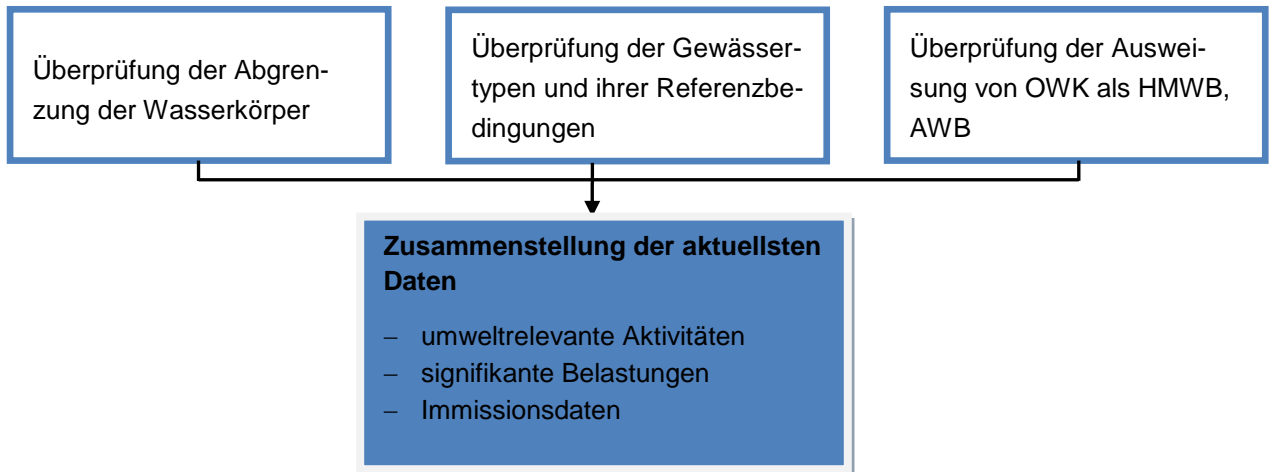 Überprüfung der Abgren-
zung der Wasserkörper
Überprüfung der Gewässer-
typen und ihrer Referenzbe-
dingungen
Überprüfung der Auswei-
sung von OWK als HMWB,
AWB
Zusammenstellung der aktuellsten
Daten
– umweltrelevante Aktivitäten
– signifikante Belastungen
– Immissionsdaten